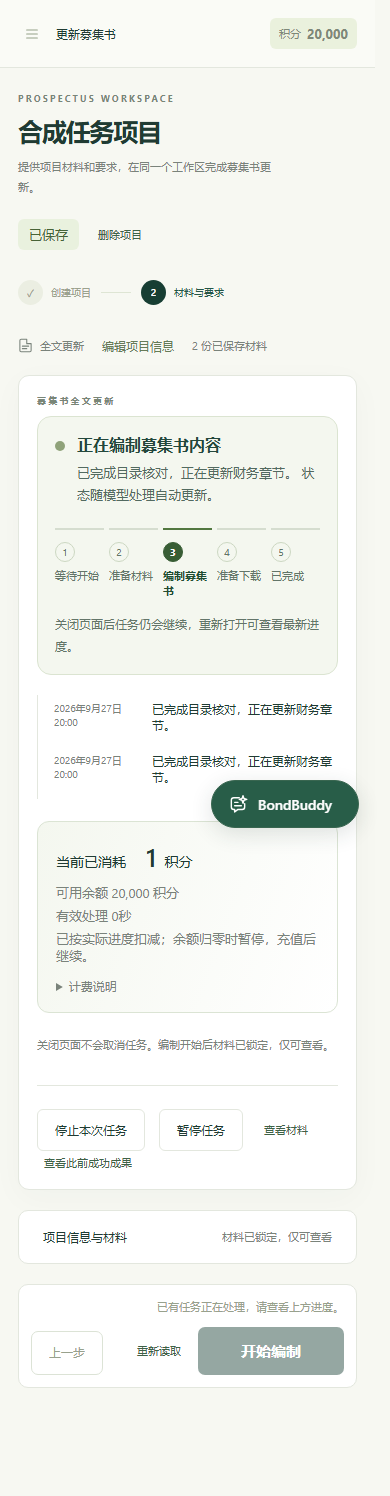 更新募集书
积分 20,000
PROSPECTUS WORKSPACE
合成任务项目
提供项目材料和要求，在同一个工作区完成募集书更
新。
已保存 删除项目
✓ 创建项目 2 材料与要求
全文更新 编辑项目信息 2 份已保存材料
募集书全文更新
正在编制募集书内容
已完成目录核对，正在更新财务章节。 状
态随模型处理自动更新。
1 2 3 4 5
等待开始 准备材料 编制募集 准备下载 已完成
书
关闭页面后任务仍会继续，重新打开可查看最新进
度。
2026年9月27日 已完成目录核对，正在更新财务章
20:00 节。
2026年9月27日 已完成目录核对，正在更新财务章
20:00 节。
BondBuddy
当前已消耗 1 积分
可用余额 20,000 积分
有效处理 0秒
已按实际进度扣减；余额归零时暂停，充值后
继续。
▶ 计费说明
关闭页面不会取消任务。编制开始后材料已锁定，仅可查看。
停止本次任务 暂停任务 查看材料
查看此前成功成果
项目信息与材料 材料已锁定，仅可查看
已有任务正在处理，请查看上方进度。
上一步 重新读取 开始编制